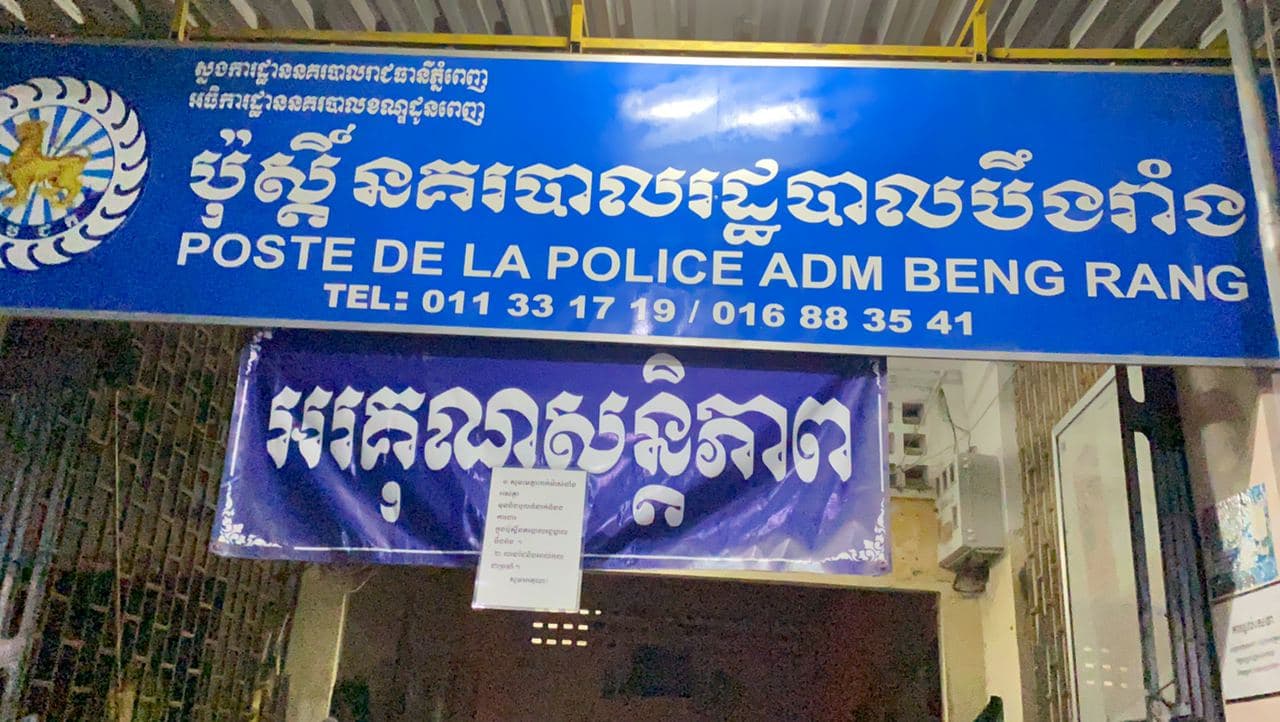 ស្នងការដ្ឋាននគរបាលរាជធានីភ្នំពេញ
អធិការដ្ឋាននគរបាលខណ្ឌដូនពេញ
ប៉ុស្តិ៍នគរបាលរដ្ឋបាលបឹងរាំង
POSTE DE LA POLICE ADM BENG RANG
TEL: 011 33 17 19 / 016 88 35 41
អរគុណសន្តិភាព